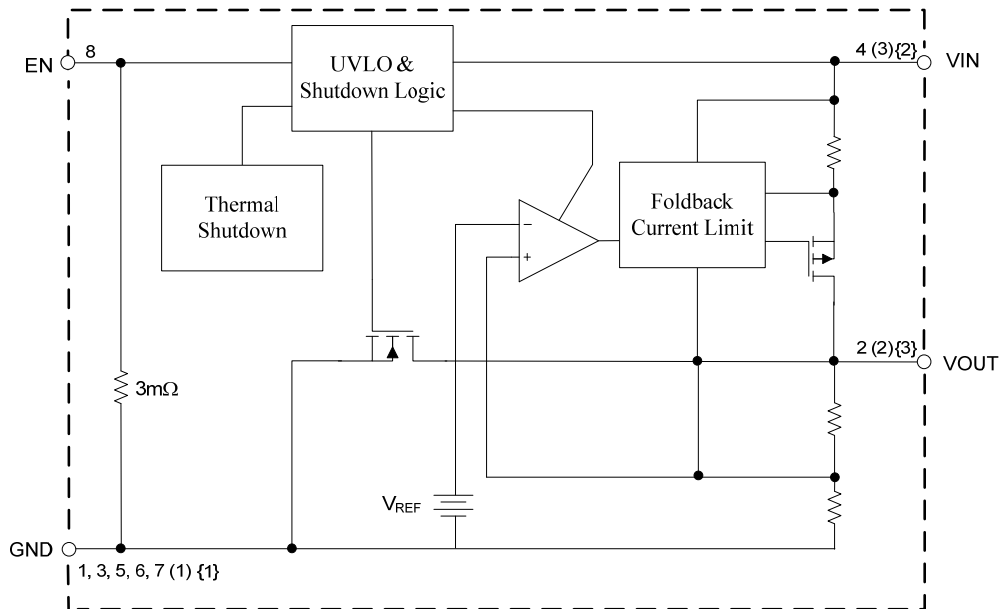 EN
8
UVLO &
Shutdown Logic
4 (3){2}
VIN
Thermal
Shutdown
Foldback
Current Limit
−
+
3mΩ
2 (2){3}
VOUT
VREF
GND
1, 3, 5, 6, 7 (1) {1}